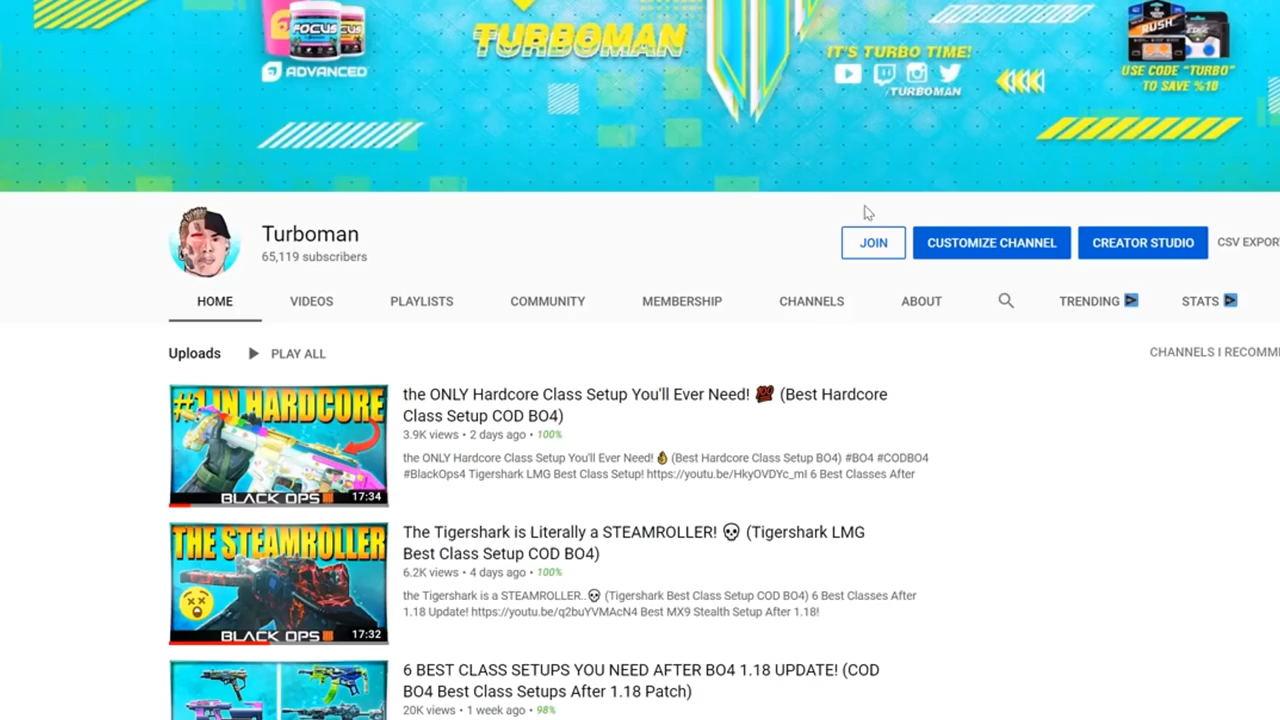 FOCUS
ADVANCED
TURBOMAN
IT'S TURBO TIME!
/TURBOMAN
RUSH
EDGE
USE CODE "TURBO"
TO SAVE %10
Turboman
65,119 subscribers
JOIN
CUSTOMIZE CHANNEL
CREATOR STUDIO
CSV EXPOR
HOME
VIDEOS
PLAYLISTS
COMMUNITY
MEMBERSHIP
CHANNELS
ABOUT
TRENDING
STATS
Uploads
PLAY ALL
CHANNELS I RECOMM
#1 IN HARDCORE
BLACK OPS IIII
17:34
the ONLY Hardcore Class Setup You'll Ever Need! 💯 (Best Hardcore
Class Setup COD BO4)
3.9K views • 2 days ago • 100%
the ONLY Hardcore Class Setup You'll Ever Need! 👌 (Best Hardcore Class Setup BO4) #BO4 #CODBO4
#BlackOps4 Tigershark LMG Best Class Setup! https://youtu.be/HkyOVDYc_mI 6 Best Classes After
THE STEAMROLLER
BLACK OPS IIII
17:32
The Tigershark is Literally a STEAMROLLER! 💀 (Tigershark LMG
Best Class Setup COD BO4)
6.2K views • 4 days ago • 100%
the Tigershark is a STEAMROLLER..💀 (Tigershark Best Class Setup COD BO4) 6 Best Classes After
1.18 Update! https://youtu.be/q2buYVMAcN4 Best MX9 Stealth Setup After 1.18!
6 BEST CLASS SETUPS YOU NEED AFTER BO4 1.18 UPDATE! (COD
BO4 Best Class Setups After 1.18 Patch)
20K views • 1 week ago • 98%